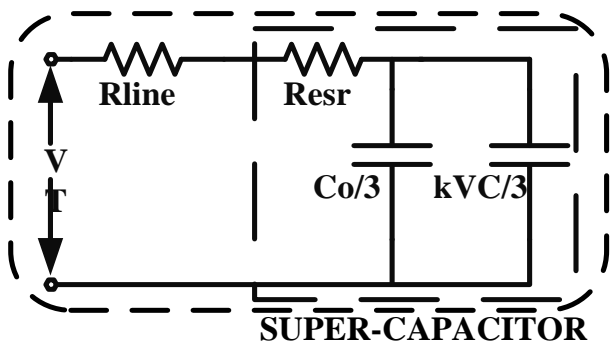 Rline
Resr
V
T
Co/3
kVC/3
SUPER-CAPACITOR